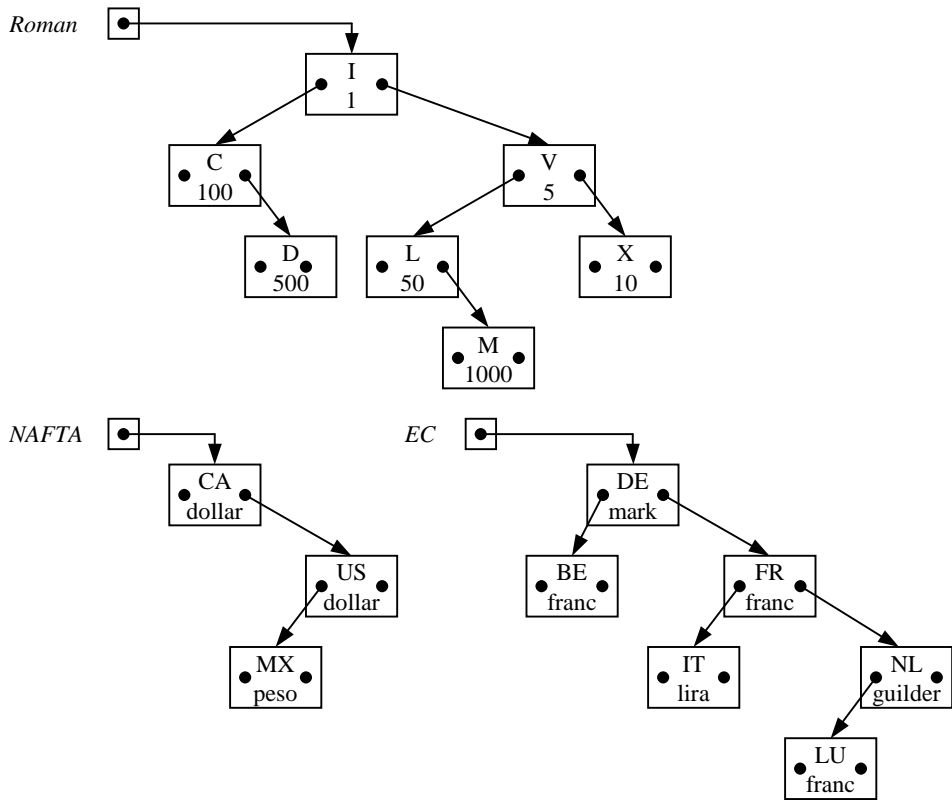 Roman
I
1
C
100
V
5
D
500
L
50
X
10
M
1000
NAFTA
CA
dollar
US
dollar
MX
peso
EC
DE
mark
BE
franc
FR
franc
IT
lira
NL
guilder
LU
franc